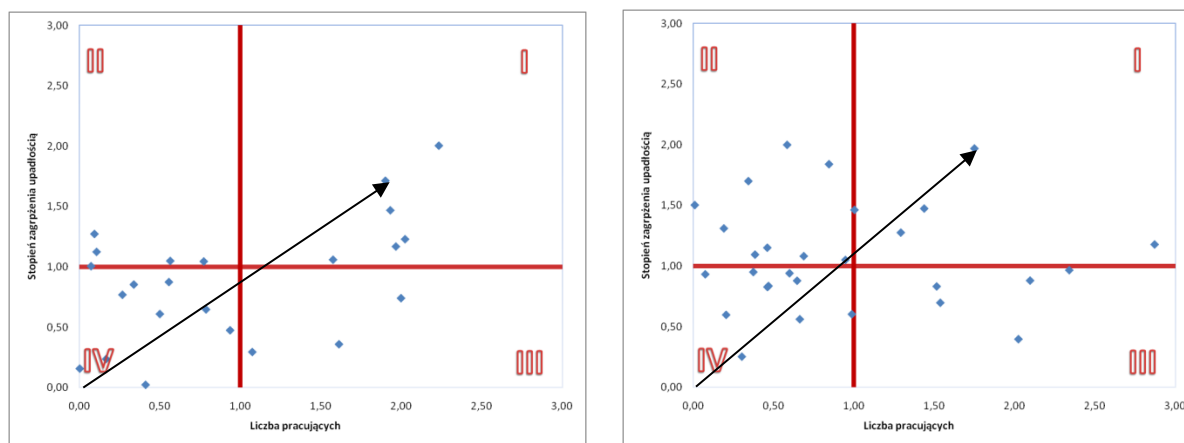 3,00
2,50
2,00
1,50
1,00
0,50
0,00
Stopień zagrżenia upadłością
II
I
IV
III
0,00 0,50 1,00 1,50 2,00 2,50 3,00
Liczba pracujących
3,00
2,50
2,00
1,50
1,00
0,50
0,00
Stopień zagrżenia upadłością
II
I
IV
III
0,00 0,50 1,00 1,50 2,00 2,50 3,00
Liczba pracujących